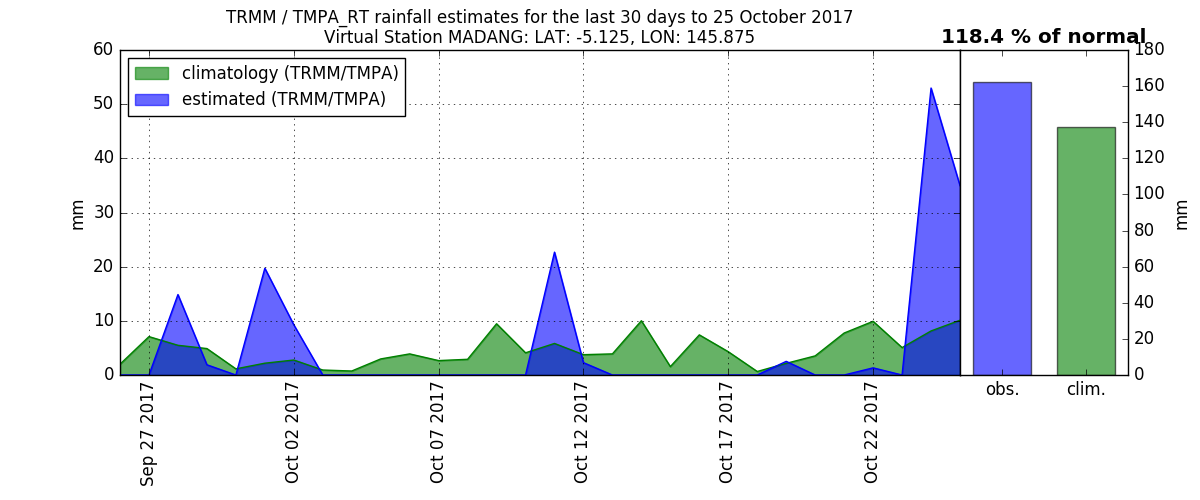 TRMM / TMPA_RT rainfall estimates for the last 30 days to 25 October 2017
Virtual Station MADANG: LAT: -5.125, LON: 145.875
118.4 % of normal
climatology (TRMM/TMPA)
estimated (TRMM/TMPA)
60
50
40
30
20
10
0
mm
Sep 27 2017
Oct 02 2017
Oct 07 2017
Oct 12 2017
Oct 17 2017
Oct 22 2017
obs.
clim.
180
160
140
120
100
80
60
40
20
0
mm